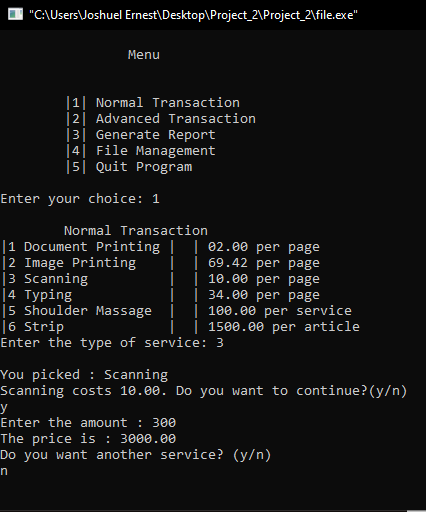 "C:\Users\Joshuel Ernest\Desktop\Project_2\Project_2\file.exe"
Menu
|1| Normal Transaction
|2| Advanced Transaction
|3| Generate Report
|4| File Management
|5| Quit Program
Enter your choice: 1
Normal Transaction
|1 Document Printing |  | 02.00 per page
|2 Image Printing    |  | 69.42 per page
|3 Scanning          |  | 10.00 per page
|4 Typing            |  | 34.00 per page
|5 Shoulder Massage  |  | 100.00 per service
|6 Strip             |  | 1500.00 per article
Enter the type of service: 3
You picked : Scanning
Scanning costs 10.00. Do you want to continue?(y/n)
y
Enter the amount : 300
The price is : 3000.00
Do you want another service? (y/n)
n